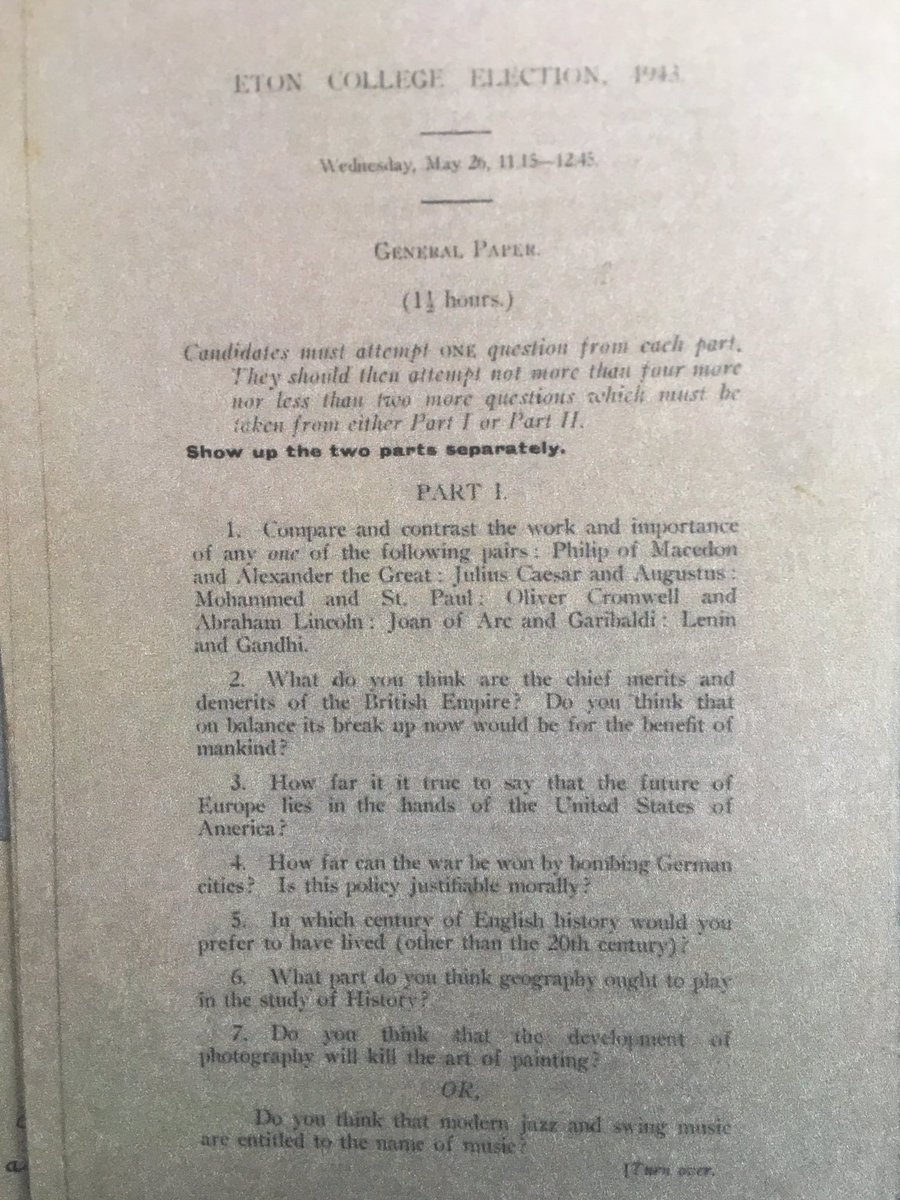 ETON COLLEGE ELECTION, 1943.
Wednesday, May 26, 11.15—12.45.
GENERAL PAPER.
(1½ hours.)
Candidates must attempt ONE question from each part.
They should then attempt not more than four more
nor less than two more questions which must be
taken from either Part I or Part II.
Show up the two parts separately.
PART I.
1. Compare and contrast the work and importance
of any one of the following pairs: Philip of Macedon
and Alexander the Great: Julius Caesar and Augustus:
Mohammed and St. Paul: Oliver Cromwell and
Abraham Lincoln: Joan of Arc and Garibaldi: Lenin
and Gandhi.
2. What do you think are the chief merits and
demerits of the British Empire? Do you think that
on balance its break up now would be for the benefit of
mankind?
3. How far it it true to say that the future of
Europe lies in the hands of the United States of
America?
4. How far can the war be won by bombing German
cities? Is this policy justifiable morally?
5. In which century of English history would you
prefer to have lived (other than the 20th century)?
6. What part do you think geography ought to play
in the study of History?
7. Do you think that the development of
photography will kill the art of painting?
OR,
Do you think that modern jazz and swing music
are entitled to the name of music?
[Turn over.